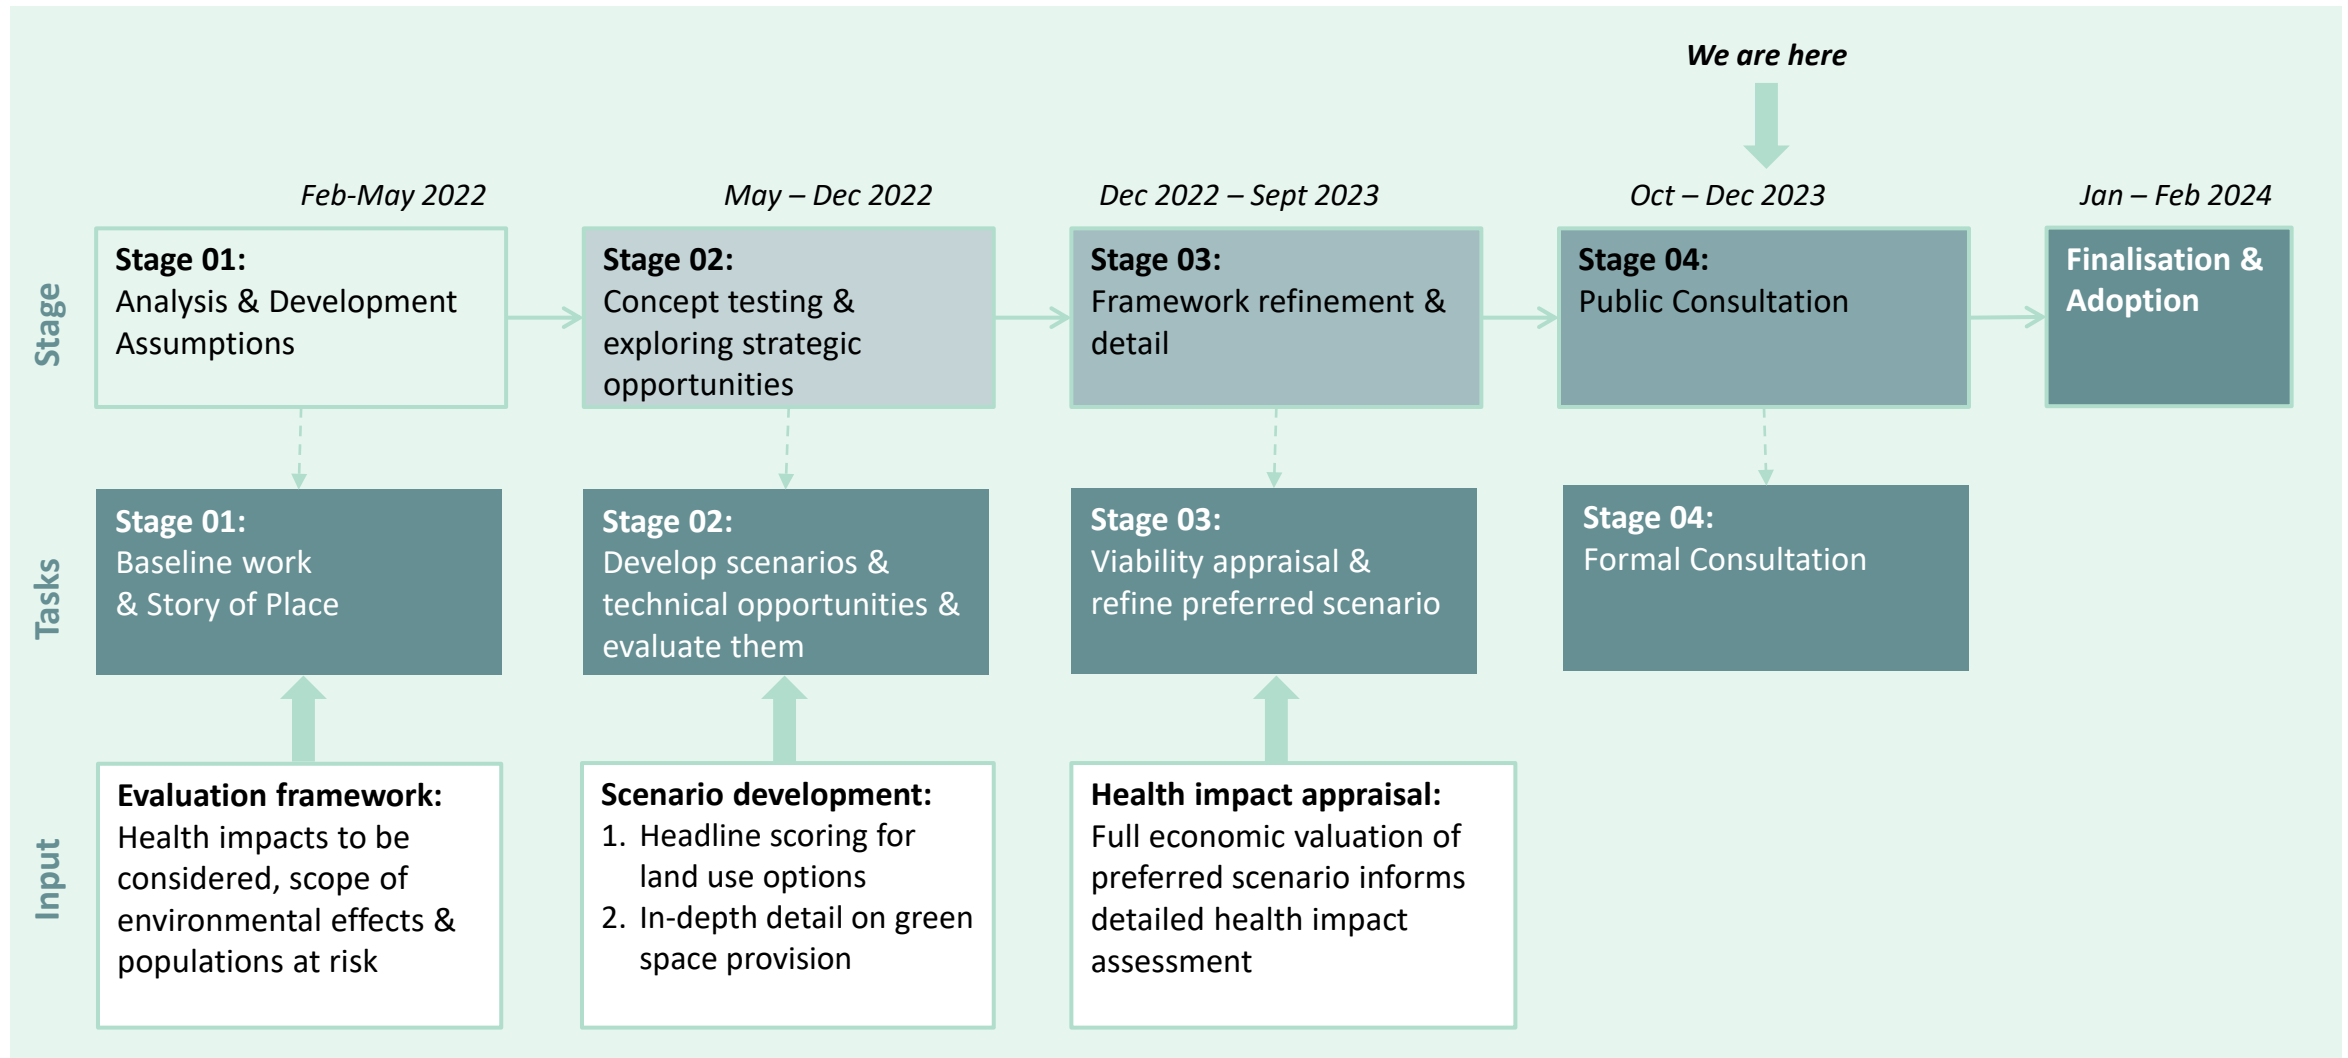 We are here
Feb-May 2022
May – Dec 2022
Dec 2022 – Sept 2023
Oct – Dec 2023
Jan – Feb 2024
Stage
Stage 01:
Analysis & Development
Assumptions
Stage 02:
Concept testing &
exploring strategic
opportunities
Stage 03:
Framework refinement &
detail
Stage 04:
Public Consultation
Finalisation &
Adoption
Tasks
Stage 01:
Baseline work
& Story of Place
Stage 02:
Develop scenarios &
technical opportunities &
evaluate them
Stage 03:
Viability appraisal &
refine preferred scenario
Stage 04:
Formal Consultation
Input
Evaluation framework:
Health impacts to be
considered, scope of
environmental effects &
populations at risk
Scenario development:
1. Headline scoring for
land use options
2. In-depth detail on green
space provision
Health impact appraisal:
Full economic valuation of
preferred scenario informs
detailed health impact
assessment